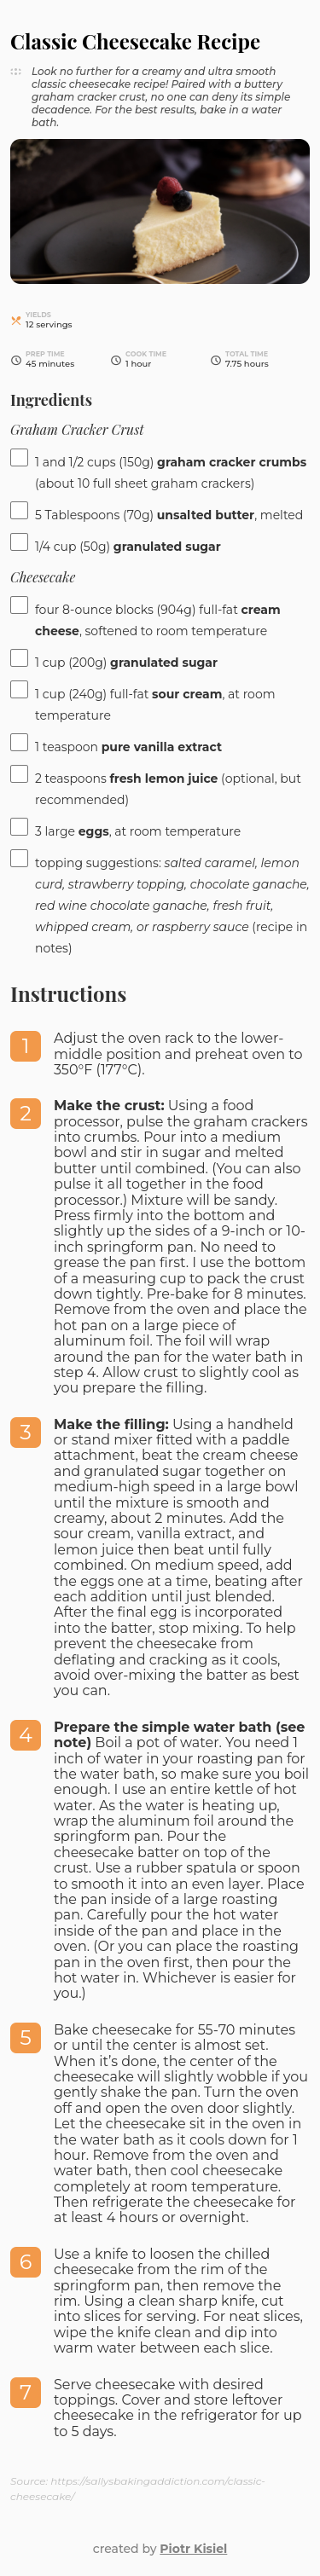 Classic Cheesecake Recipe
Look no further for a creamy and ultra smooth
classic cheesecake recipe! Paired with a buttery
graham cracker crust, no one can deny its simple
decadence. For the best results, bake in a water
bath.
YIELDS
12 servings
PREP TIME
45 minutes
COOK TIME
1 hour
TOTAL TIME
7.75 hours
Ingredients
Graham Cracker Crust
1 and 1/2 cups (150g) graham cracker crumbs
(about 10 full sheet graham crackers)
5 Tablespoons (70g) unsalted butter, melted
1/4 cup (50g) granulated sugar
Cheesecake
four 8-ounce blocks (904g) full-fat cream
cheese, softened to room temperature
1 cup (200g) granulated sugar
1 cup (240g) full-fat sour cream, at room
temperature
1 teaspoon pure vanilla extract
2 teaspoons fresh lemon juice (optional, but
recommended)
3 large eggs, at room temperature
topping suggestions: salted caramel, lemon
curd, strawberry topping, chocolate ganache,
red wine chocolate ganache, fresh fruit,
whipped cream, or raspberry sauce (recipe in
notes)
Instructions
1 Adjust the oven rack to the lower-
middle position and preheat oven to
350°F (177°C).
2 Make the crust: Using a food
processor, pulse the graham crackers
into crumbs. Pour into a medium
bowl and stir in sugar and melted
butter until combined. (You can also
pulse it all together in the food
processor.) Mixture will be sandy.
Press firmly into the bottom and
slightly up the sides of a 9-inch or 10-
inch springform pan. No need to
grease the pan first. I use the bottom
of a measuring cup to pack the crust
down tightly. Pre-bake for 8 minutes.
Remove from the oven and place the
hot pan on a large piece of
aluminum foil. The foil will wrap
around the pan for the water bath in
step 4. Allow crust to slightly cool as
you prepare the filling.
3 Make the filling: Using a handheld
or stand mixer fitted with a paddle
attachment, beat the cream cheese
and granulated sugar together on
medium-high speed in a large bowl
until the mixture is smooth and
creamy, about 2 minutes. Add the
sour cream, vanilla extract, and
lemon juice then beat until fully
combined. On medium speed, add
the eggs one at a time, beating after
each addition until just blended.
After the final egg is incorporated
into the batter, stop mixing. To help
prevent the cheesecake from
deflating and cracking as it cools,
avoid over-mixing the batter as best
you can.
4 Prepare the simple water bath (see
note) Boil a pot of water. You need 1
inch of water in your roasting pan for
the water bath, so make sure you boil
enough. I use an entire kettle of hot
water. As the water is heating up,
wrap the aluminum foil around the
springform pan. Pour the
cheesecake batter on top of the
crust. Use a rubber spatula or spoon
to smooth it into an even layer. Place
the pan inside of a large roasting
pan. Carefully pour the hot water
inside of the pan and place in the
oven. (Or you can place the roasting
pan in the oven first, then pour the
hot water in. Whichever is easier for
you.)
5 Bake cheesecake for 55-70 minutes
or until the center is almost set.
When it’s done, the center of the
cheesecake will slightly wobble if you
gently shake the pan. Turn the oven
off and open the oven door slightly.
Let the cheesecake sit in the oven in
the water bath as it cools down for 1
hour. Remove from the oven and
water bath, then cool cheesecake
completely at room temperature.
Then refrigerate the cheesecake for
at least 4 hours or overnight.
6 Use a knife to loosen the chilled
cheesecake from the rim of the
springform pan, then remove the
rim. Using a clean sharp knife, cut
into slices for serving. For neat slices,
wipe the knife clean and dip into
warm water between each slice.
7 Serve cheesecake with desired
toppings. Cover and store leftover
cheesecake in the refrigerator for up
to 5 days.
Source: https://sallysbakingaddiction.com/classic-
cheesecake/
created by Piotr Kisiel